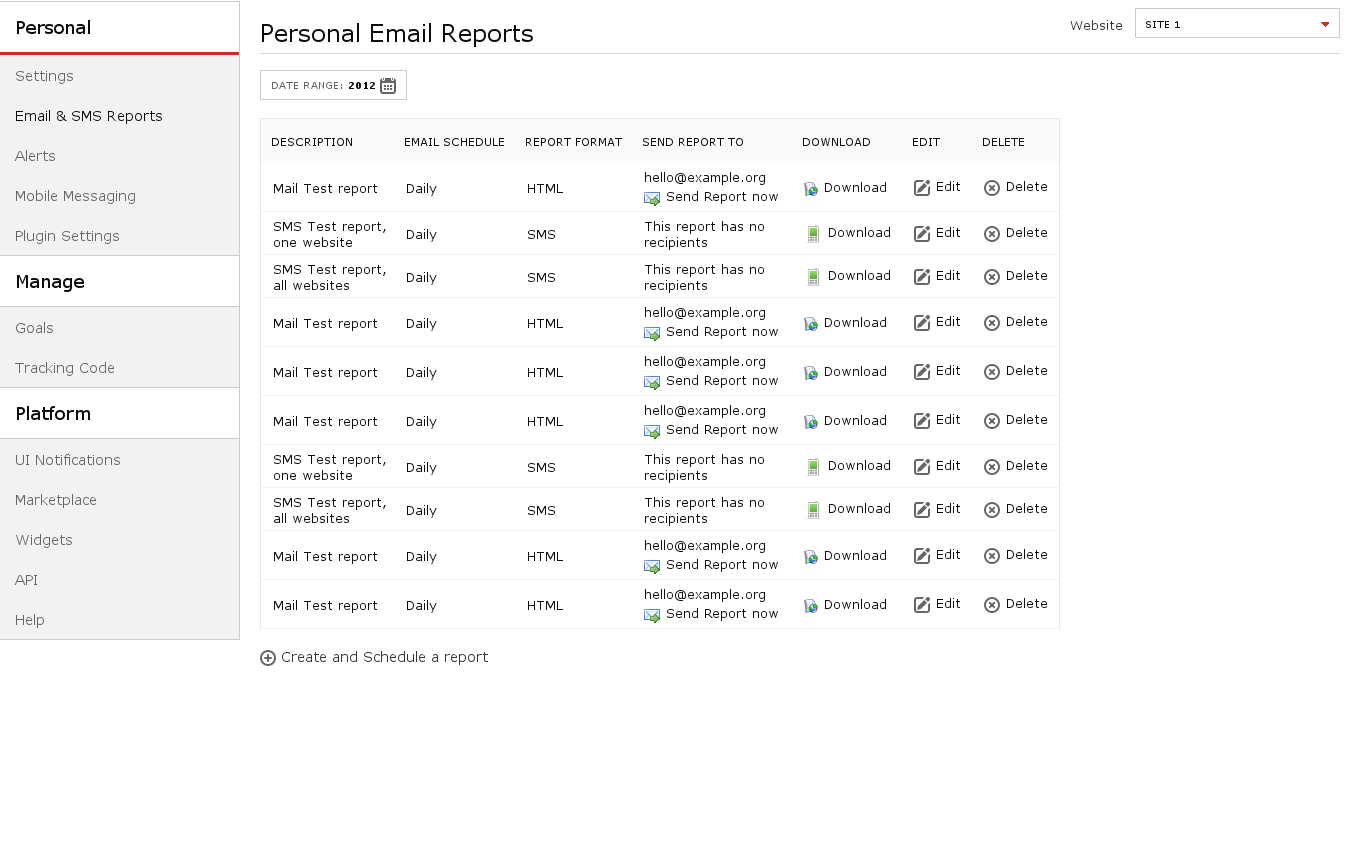 Personal
Settings
Email & SMS Reports
Alerts
Mobile Messaging
Plugin Settings
Manage
Goals
Tracking Code
Platform
UI Notifications
Marketplace
Widgets
API
Help
Personal Email Reports
Website SITE 1
DATE RANGE: 2012
DESCRIPTION EMAIL SCHEDULE REPORT FORMAT SEND REPORT TO DOWNLOAD EDIT DELETE
hello@example.org
Mail Test report Daily HTML Send Report now Download Edit Delete
SMS Test report, This report has no
one website Daily SMS recipients Download Edit Delete
SMS Test report, This report has no
all websites Daily SMS recipients Download Edit Delete
hello@example.org
Mail Test report Daily HTML Send Report now Download Edit Delete
hello@example.org
Mail Test report Daily HTML Send Report now Download Edit Delete
hello@example.org
Mail Test report Daily HTML Send Report now Download Edit Delete
SMS Test report, This report has no
one website Daily SMS recipients Download Edit Delete
SMS Test report, This report has no
all websites Daily SMS recipients Download Edit Delete
hello@example.org
Mail Test report Daily HTML Send Report now Download Edit Delete
hello@example.org
Mail Test report Daily HTML Send Report now Download Edit Delete
Create and Schedule a report